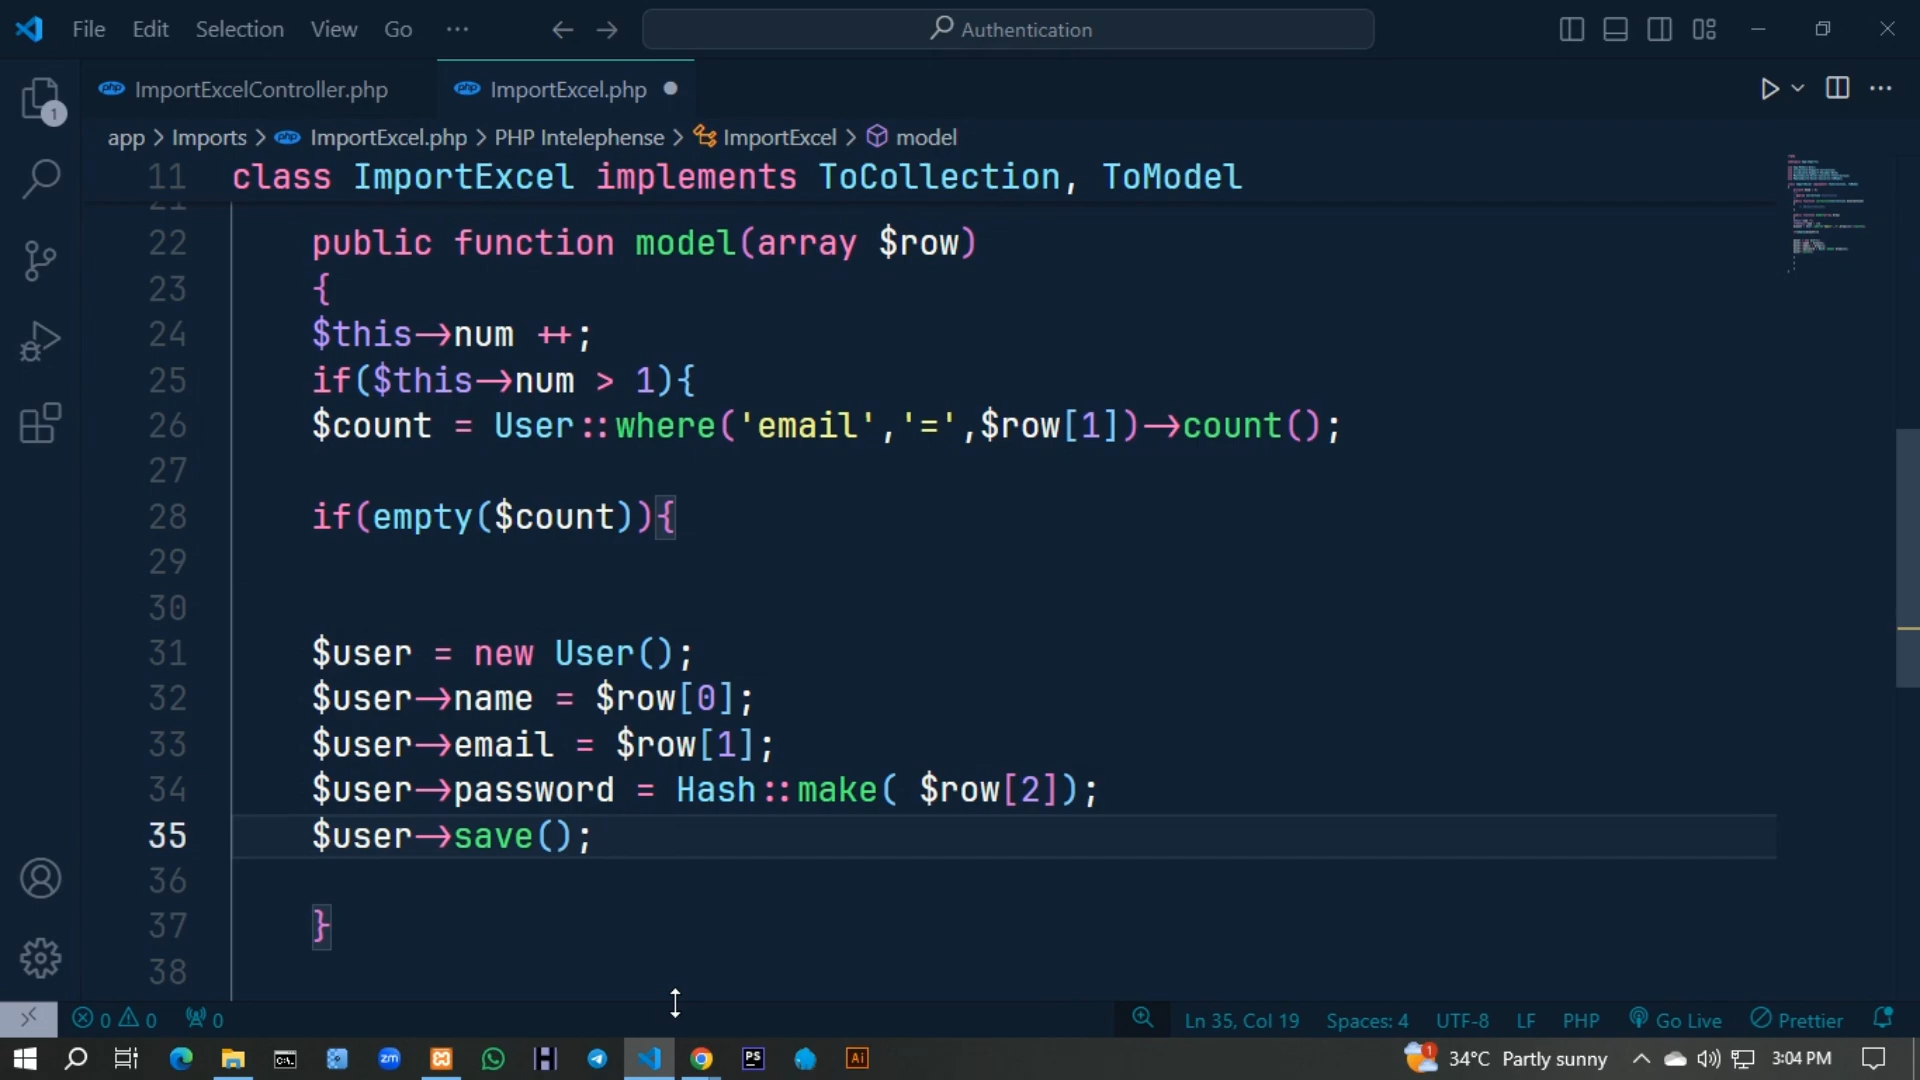 File Edit Selection View Go ··· Authentication
ImportExcelController.php ImportExcel.php
app > Imports > ImportExcel.php > PHP Intelephense > ImportExcel > model
11 class ImportExcel implements ToCollection, ToModel
21
22 public function model(array $row)
23 {
24 $this->num ++;
25 if($this->num > 1){
26 $count = User::where('email','=',$row[1])->count();
27
28 if(empty($count)){
29
30
31 $user = new User();
32 $user->name = $row[0];
33 $user->email = $row[1];
34 $user->password = Hash::make( $row[2]);
35 $user->save();
36
37 }
38
0 0 0 Ln 35, Col 19 Spaces: 4 UTF-8 LF PHP Go Live Prettier
34°C Partly sunny 3:04 PM